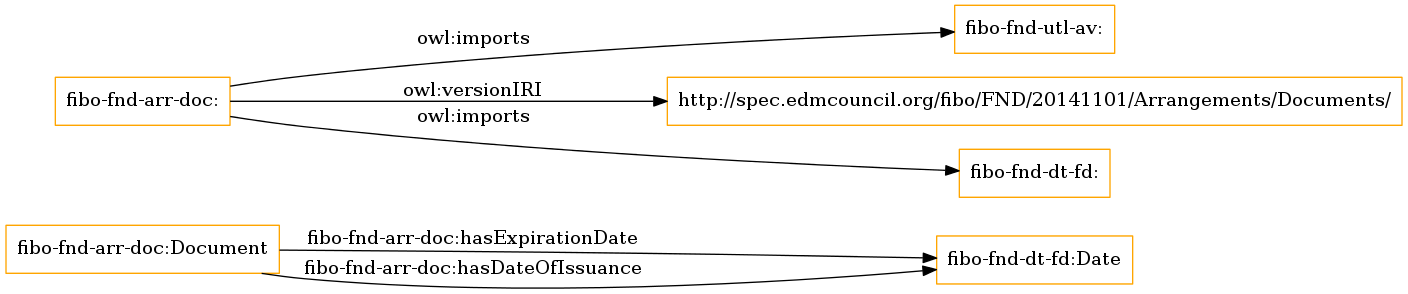 fibo-fnd-utl-av:
owl:imports
fibo-fnd-arr-doc:
owl:versionIRI
http://spec.edmcouncil.org/fibo/FND/20141101/Arrangements/Documents/
owl:imports
fibo-fnd-dt-fd:
fibo-fnd-arr-doc:Document
fibo-fnd-arr-doc:hasExpirationDate
fibo-fnd-arr-doc:hasDateOfIssuance
fibo-fnd-dt-fd:Date